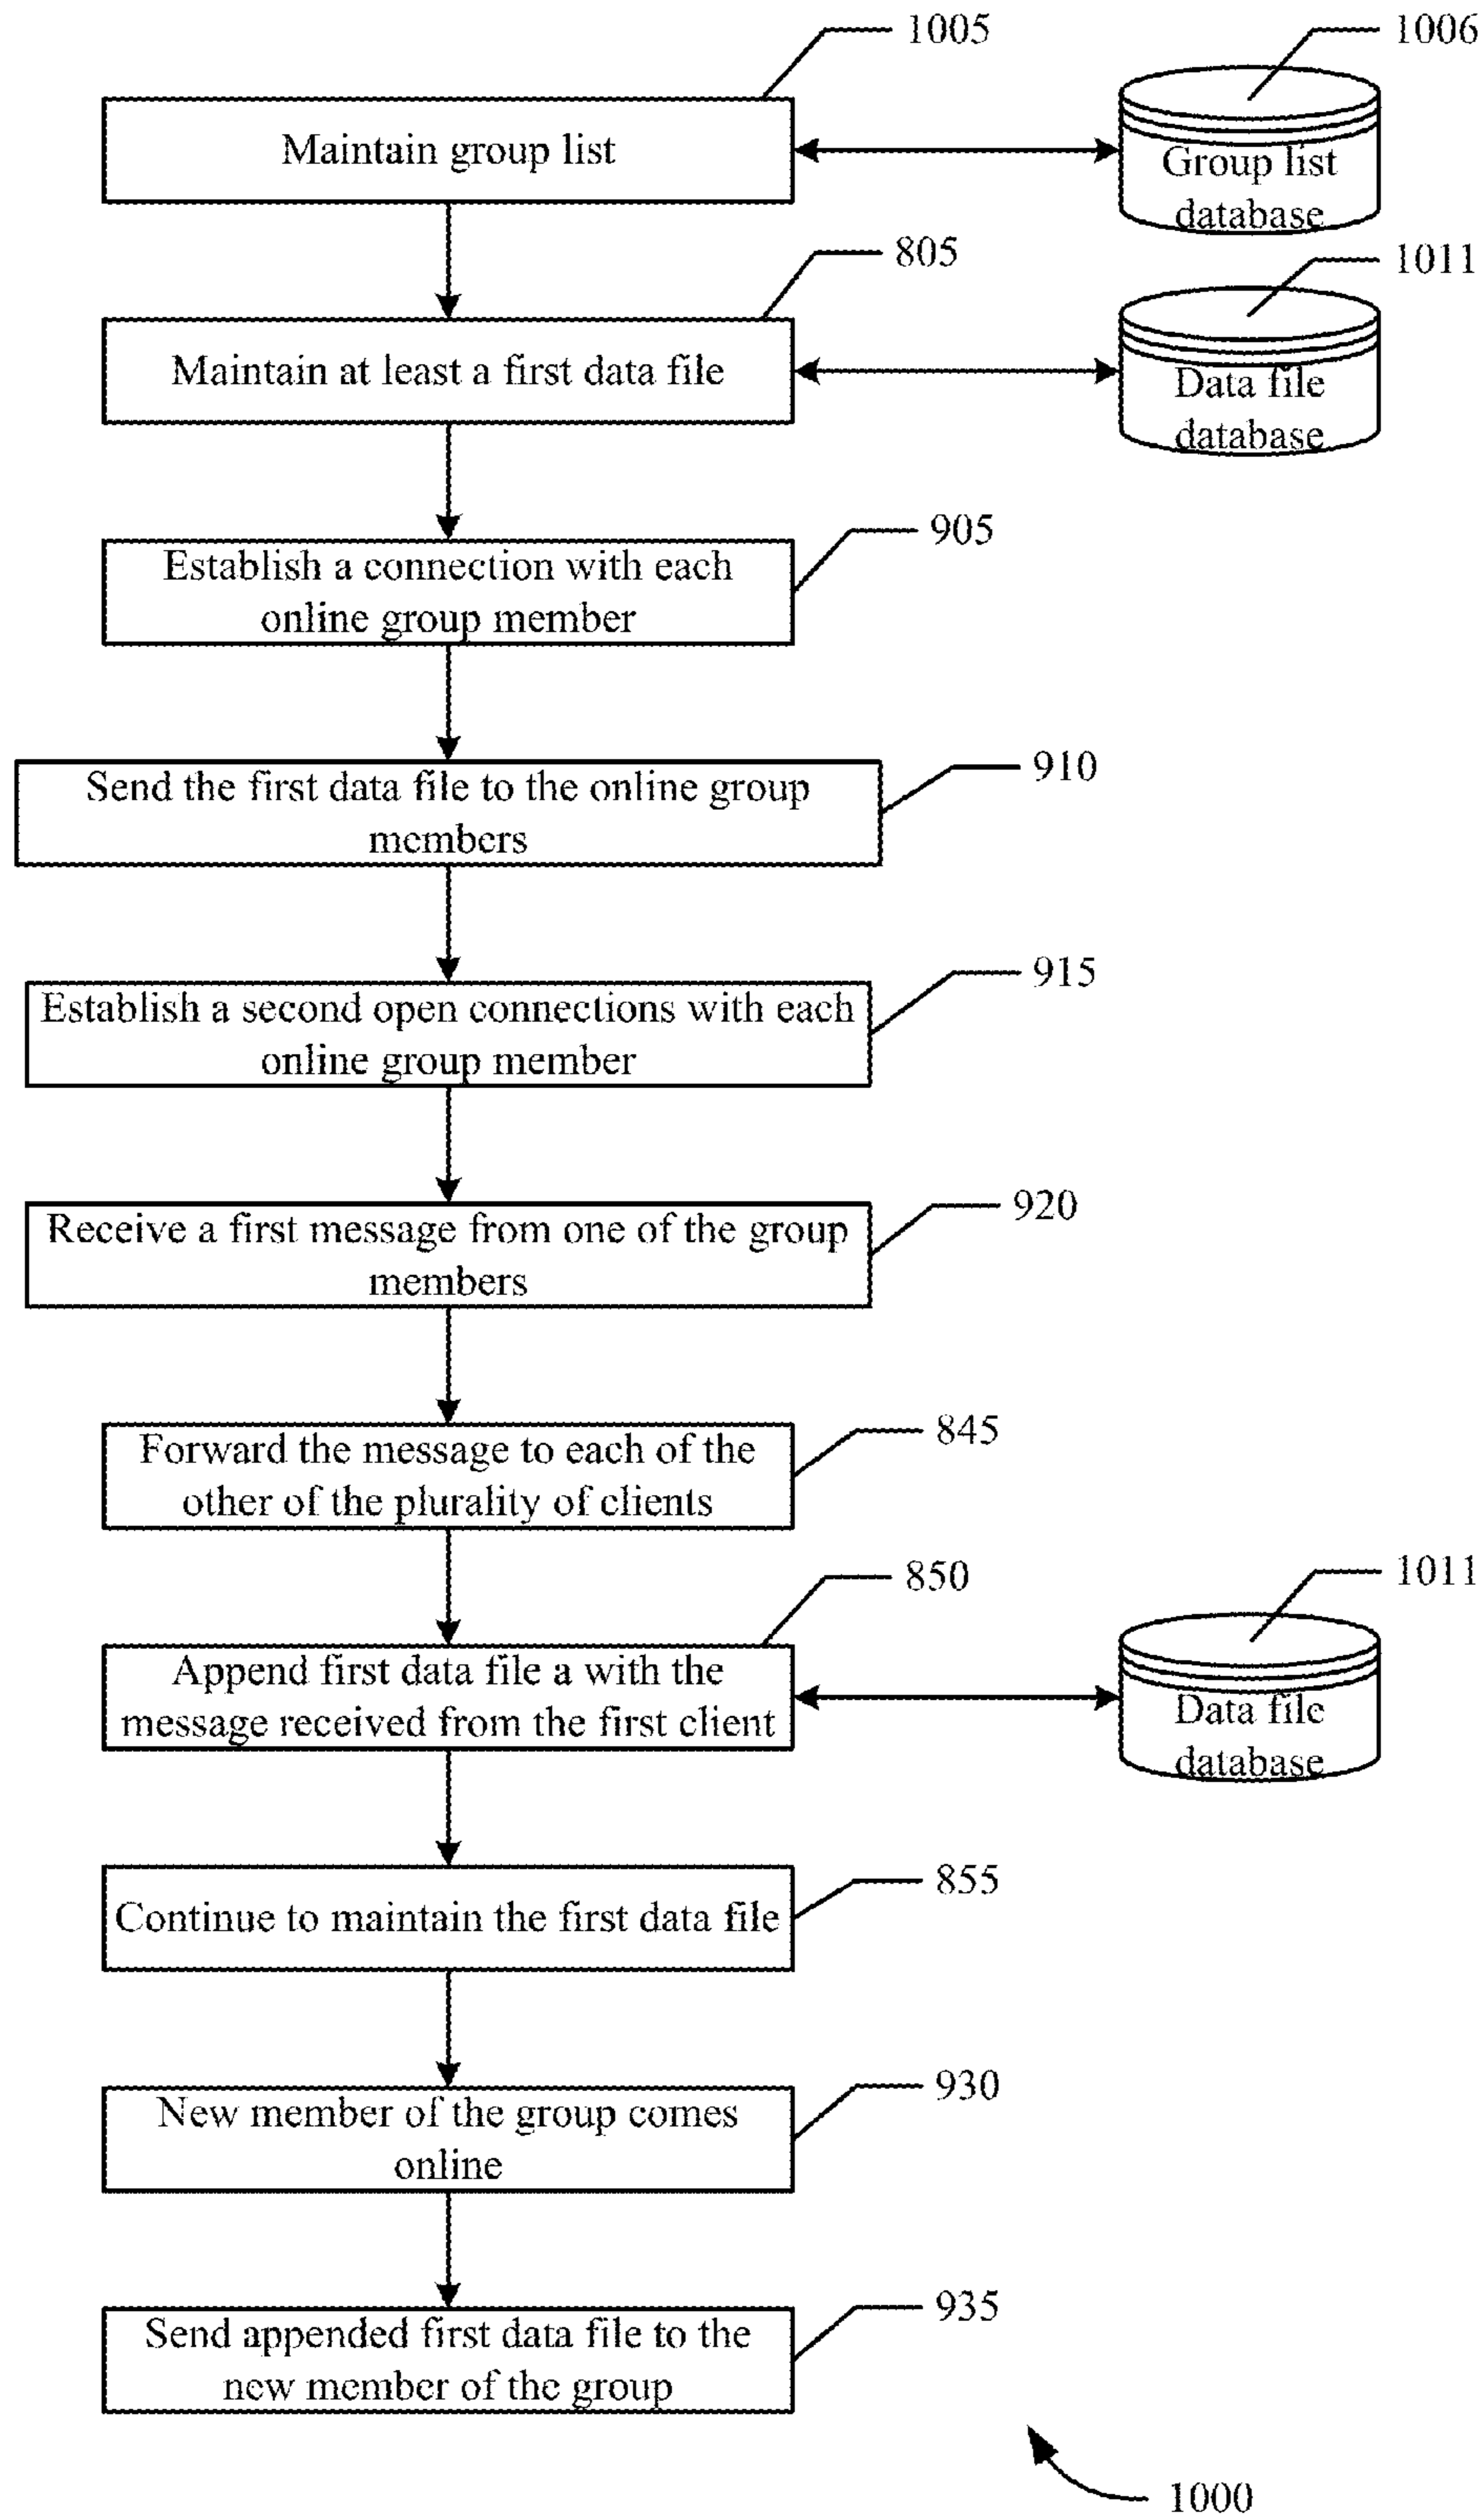 1005
1006
Maintain group list
Group list
database
805
1011
Maintain at least a first data file
Data file
database
905
Establish a connection with each
online group member
910
Send the first data file to the online group
members
915
Establish a second open connections with each
online group member
920
Receive a first message from one of the group
members
845
Forward the message to each of the
other of the plurality of clients
850
1011
Append first data file a with the
message received from the first client
Data file
database
855
Continue to maintain the first data file
930
New member of the group comes
online
935
Send appended first data file to the
new member of the group
1000